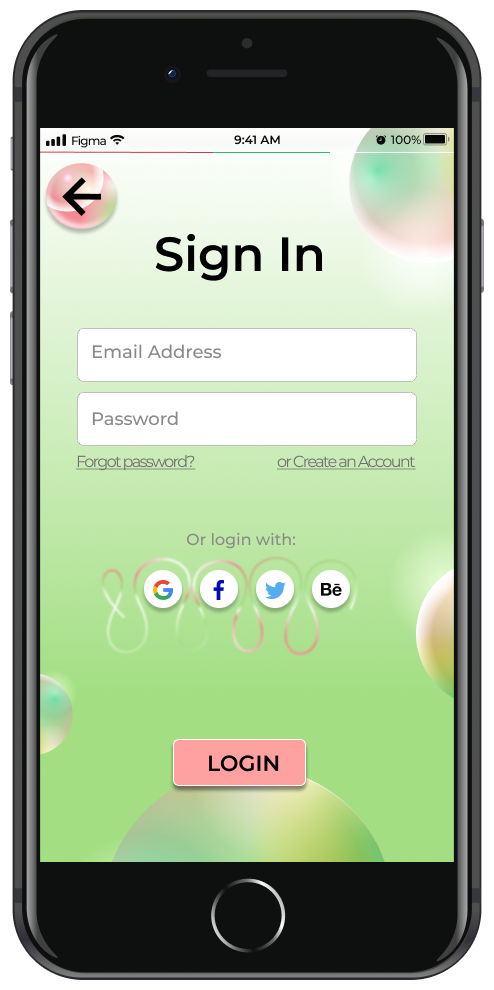 Figma 9:41 AM 100%
Sign In
Email Address
Password
Forgot password? or Create an Account
Or login with:
G f Bē
LOGIN